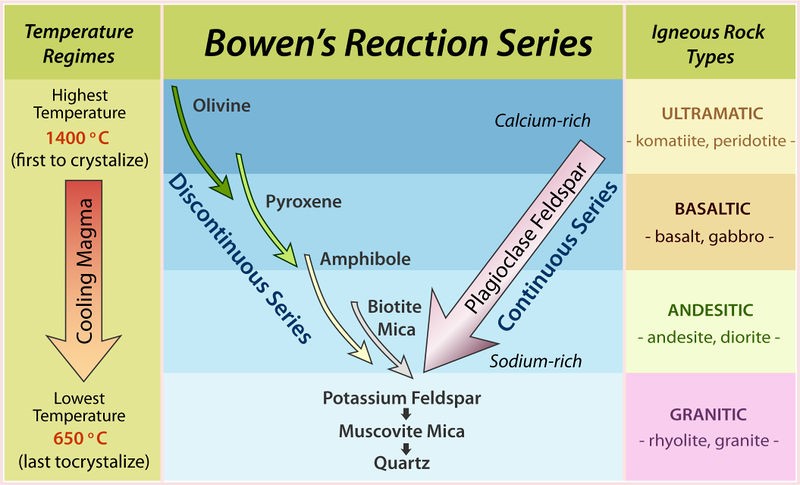 Temperature
Regimes
Bowen's Reaction Series
Igneous Rock
Types
Highest
Temperature
1400 °C
(first to crystalize)
Cooling Magma
Lowest
Temperature
650 °C
(last tocrystalize)
Olivine
Pyroxene
Amphibole
Biotite
Mica
Discontinuous Series
Calcium-rich
Plagioclase Feldspar
Continuous Series
Sodium-rich
Potassium Feldspar
Muscovite Mica
Quartz
ULTRAMATIC
- komatiite, peridotite -
BASALTIC
- basalt, gabbro -
ANDESITIC
- andesite, diorite -
GRANITIC
- rhyolite, granite -